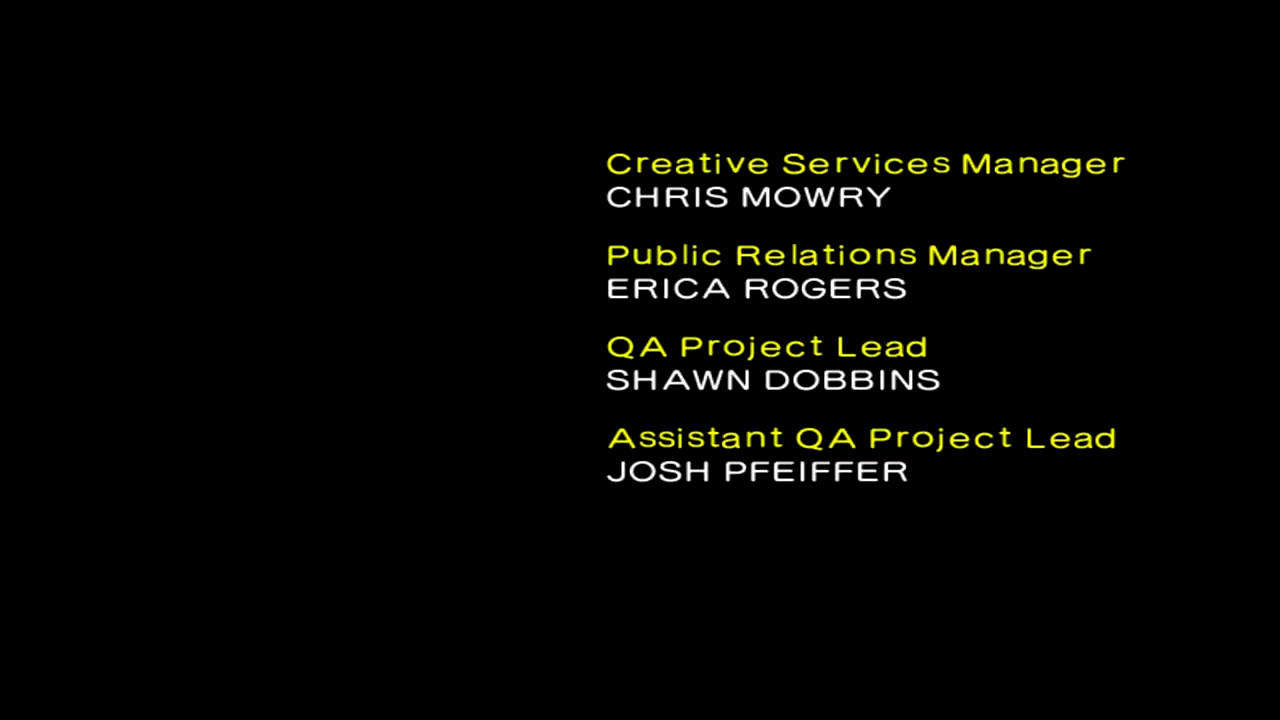 Creative Services Manager
CHRIS MOWRY
Public Relations Manager
ERICA ROGERS
QA Project Lead
SHAWN DOBBINS
Assistant QA Project Lead
JOSH PFEIFFER